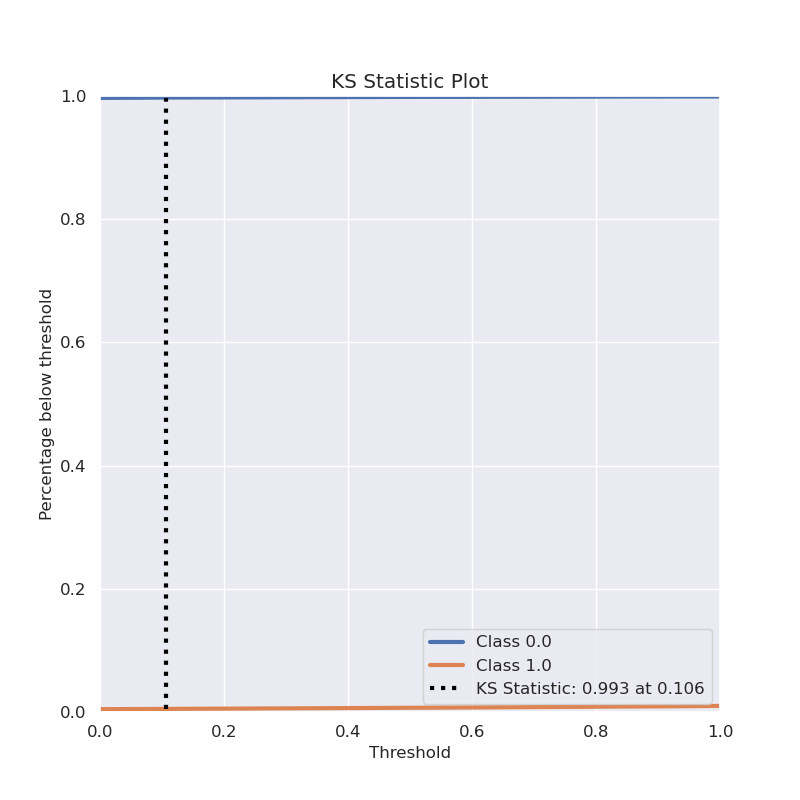 KS Statistic Plot
1.0
0.8
0.6
0.4
0.2
0.0
Percentage below threshold
Class 0.0
Class 1.0
KS Statistic: 0.993 at 0.106
0.0 0.2 0.4 0.6 0.8 1.0
Threshold